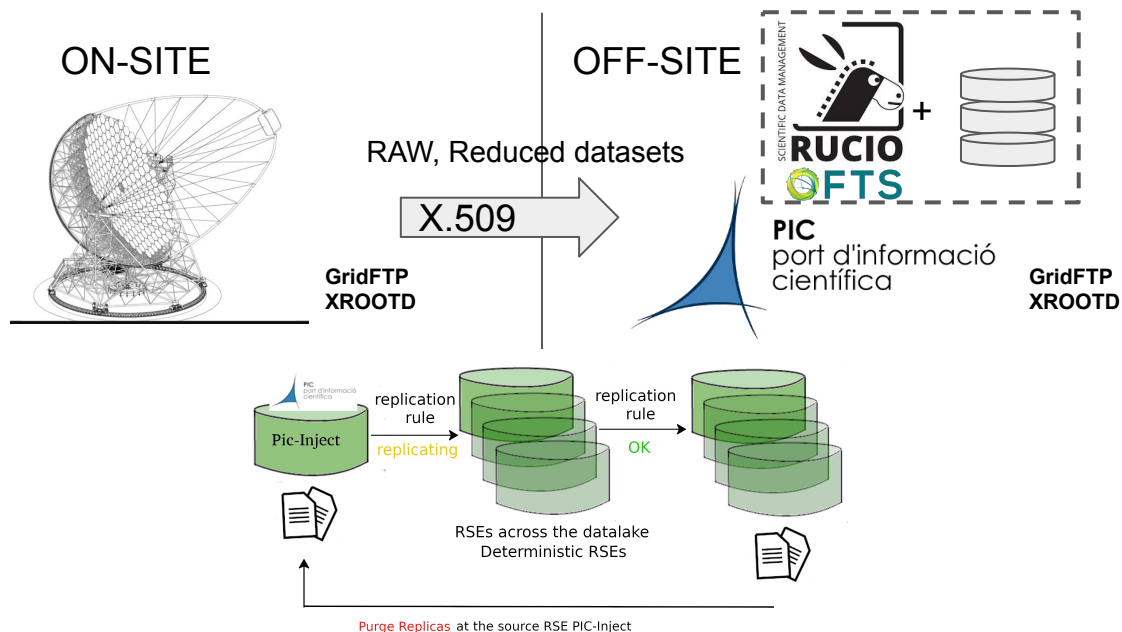 ON-SITE
OFF-SITE
SCIENTIFIC DATA MANAGEMENT
+
RUCIO
FTS
RAW, Reduced datasets
X.509
PIC
port d'informació
científica
GridFTP
XROOTD
GridFTP
XROOTD
PIC
port d'informació
científica
Pic-Inject
replication
rule
replicating
replication
rule
OK
RSEs across the datalake
Deterministic RSEs
Purge Replicas at the source RSE PIC-Inject